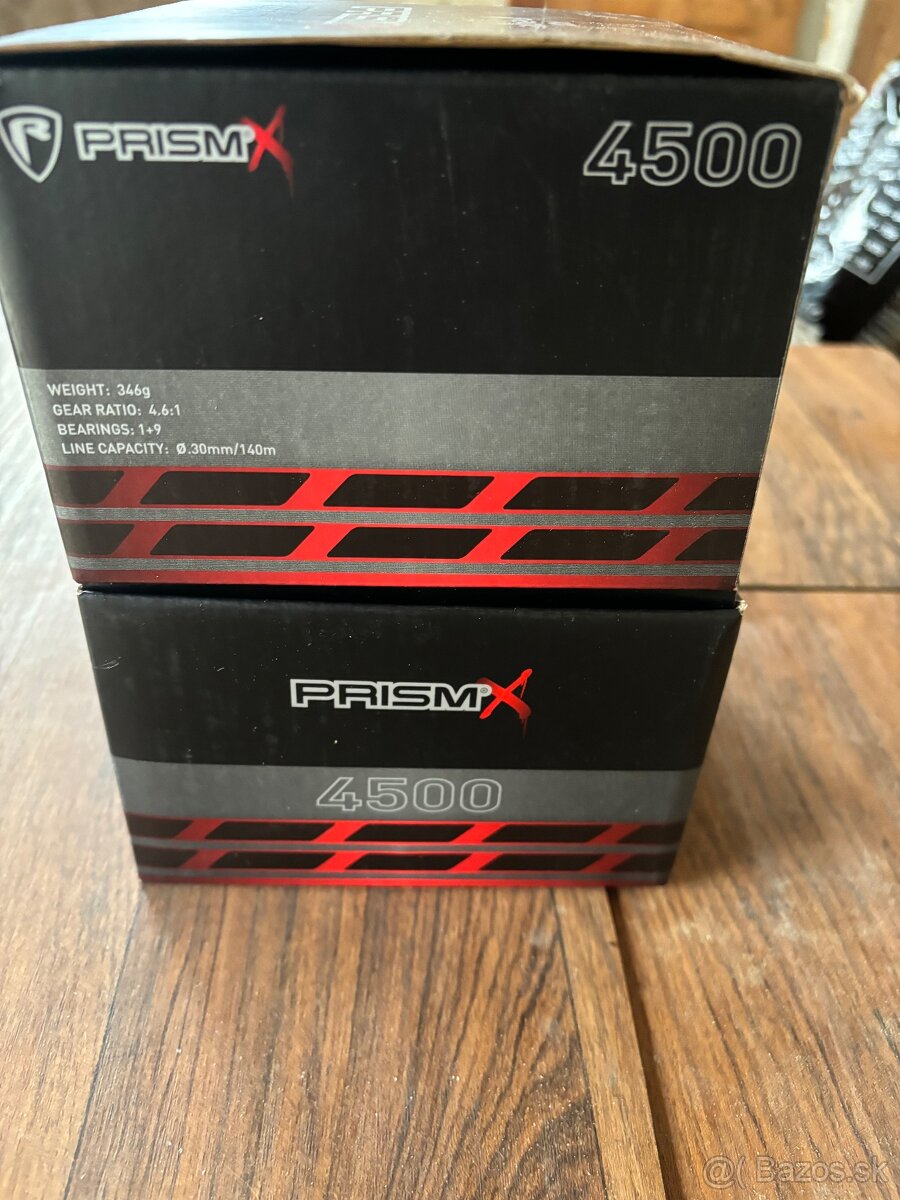 R PRISM X 4500
WEIGHT: 346g
GEAR RATIO: 4.6:1
BEARINGS: 1+9
LINE CAPACITY: Ø.30mm/140m
PRISM® X
4500
@( Bazos.sk